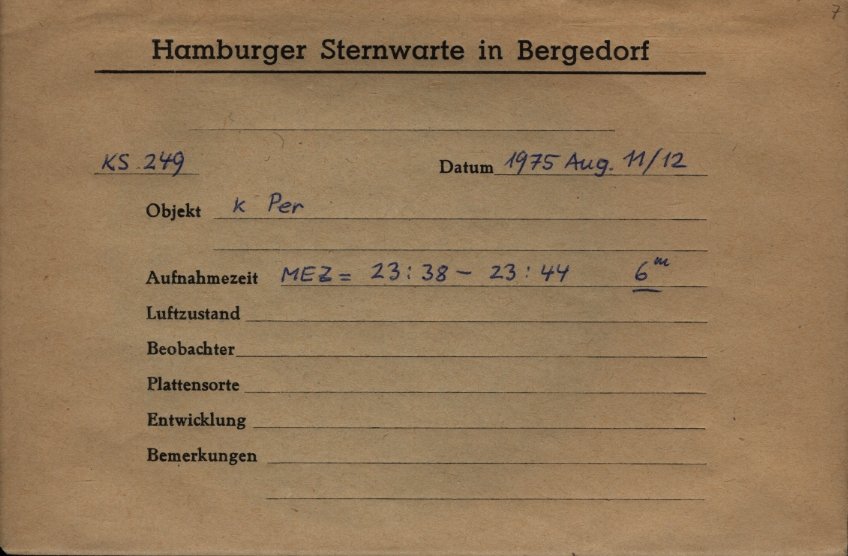 7
Hamburger Sternwarte in Bergedorf
KS 249 Datum 1975 Aug. 11/12
Objekt κ Per
Aufnahmezeit MEZ = 23:38 – 23:44 6ᵐ
Luftzustand
Beobachter
Plattensorte
Entwicklung
Bemerkungen